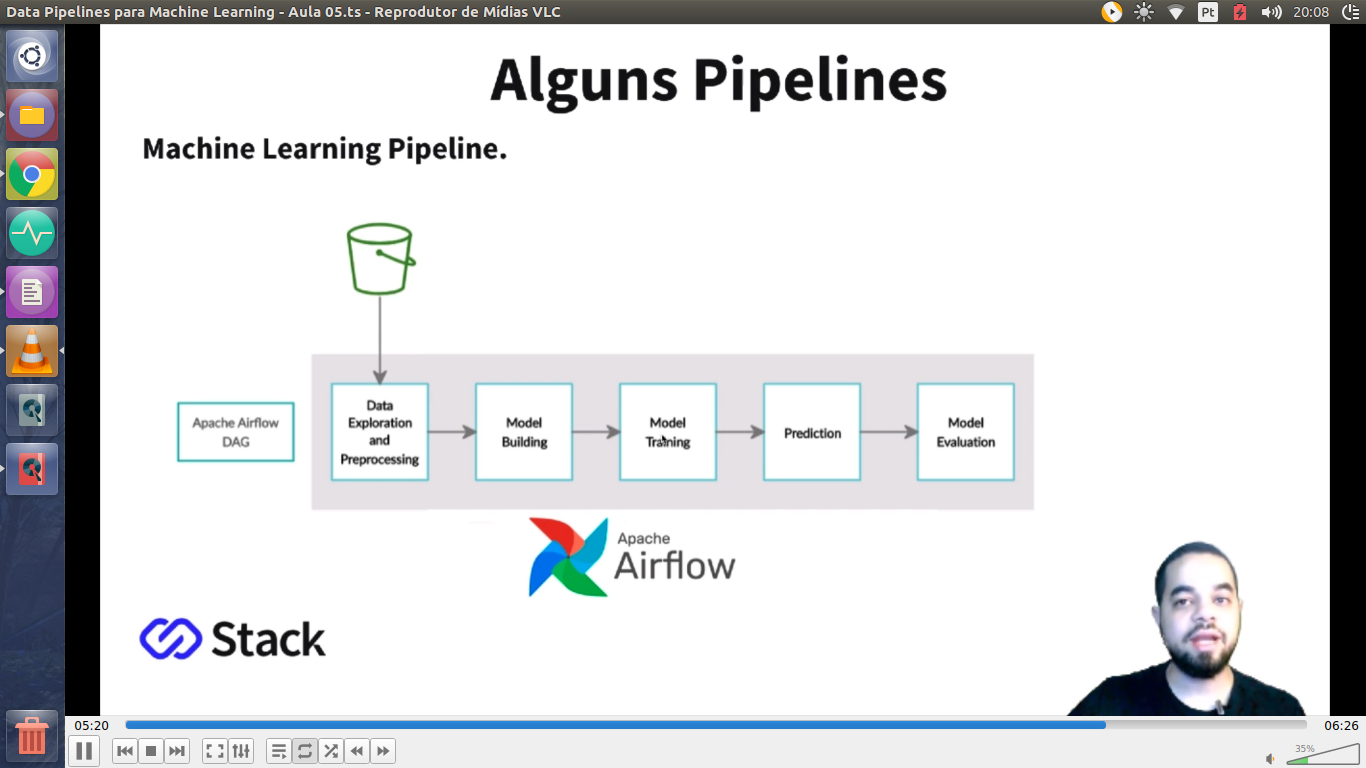 Data Pipelines para Machine Learning - Aula 05.ts - Reprodutor de Mídias VLC
Pt
20:08
Alguns Pipelines
Machine Learning Pipeline.
Apache Airflow
DAG
Data
Exploration
and
Preprocessing
Model
Building
Model
Training
Prediction
Model
Evaluation
Apache
Airflow
Stack
05:20
06:26
35%